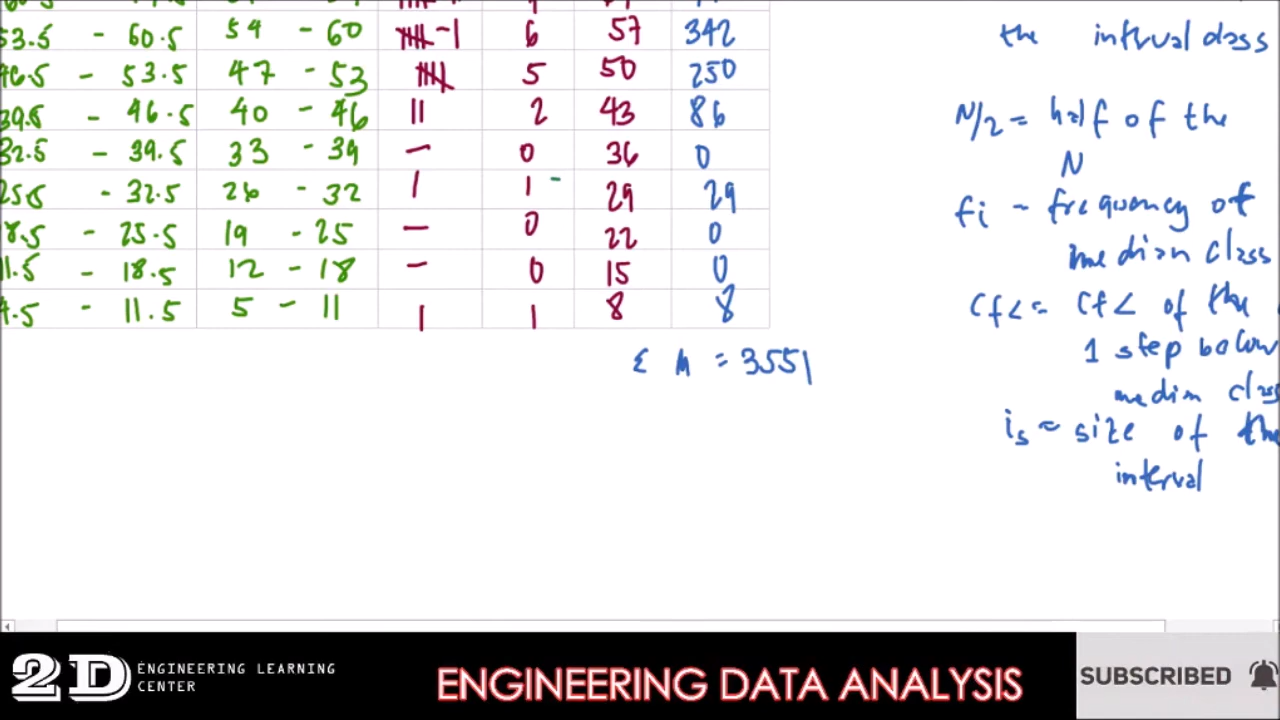 53.5 - 60.5 54 - 60 6 57 342
46.5 - 53.5 47 - 53 5 50 250
39.5 - 46.5 40 - 46 2 43 86
32.5 - 39.5 33 - 39 - 0 36 0
25.5 - 32.5 26 - 32 1 29 29
8.5 - 25.5 19 - 25 - 0 22 0
1.5 - 18.5 12 - 18 - 0 15 0
4.5 - 11.5 5 - 11 1 8 8
Σ M = 3551
the interval class
N/2 = half of the
N
fi - frequency of
median class
Cf< = Cf< of the
1 step below
median clas
is = size of the
interval
2D ENGINEERING LEARNING
CENTER
ENGINEERING DATA ANALYSIS
SUBSCRIBED